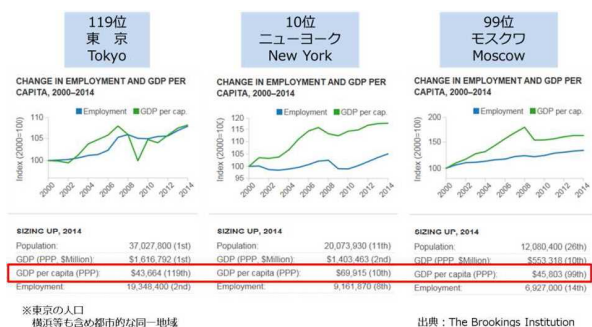 119位
東 京
Tokyo
CHANGE IN EMPLOYMENT AND GDP PER
CAPITA, 2000–2014
Employment GDP per cap.
Index (2000=100)
110
105
100
2000
2002
2004
2006
2008
2010
2012
2014
SIZING UP, 2014
Population: 37,027,800 (1st)
GDP (PPP, $Million): $1,616,792 (1st)
GDP per capita (PPP): $43,664 (119th)
Employment: 19,348,400 (2nd)
※東京の人口
横浜等も含め都市的な同一地域
10位
ニューヨーク
New York
CHANGE IN EMPLOYMENT AND GDP PER
CAPITA, 2000–2014
Employment GDP per cap.
Index (2000=100)
120
115
110
105
100
95
2000
2002
2004
2006
2008
2010
2012
2014
SIZING UP, 2014
Population: 20,073,930 (11th)
GDP (PPP, $Million): $1,403,463 (2nd)
GDP per capita (PPP): $69,915 (10th)
Employment: 9,161,870 (8th)
99位
モスクワ
Moscow
CHANGE IN EMPLOYMENT AND GDP PER
CAPITA, 2000–2014
Employment GDP per cap.
Index (2000=100)
200
150
100
2000
2002
2004
2006
2008
2010
2012
2014
SIZING UP, 2014
Population: 12,080,400 (26th)
GDP (PPP, $Million): $553,318 (10th)
GDP per capita (PPP): $45,803 (99th)
Employment: 6,927,000 (14th)
出典：The Brookings Institution